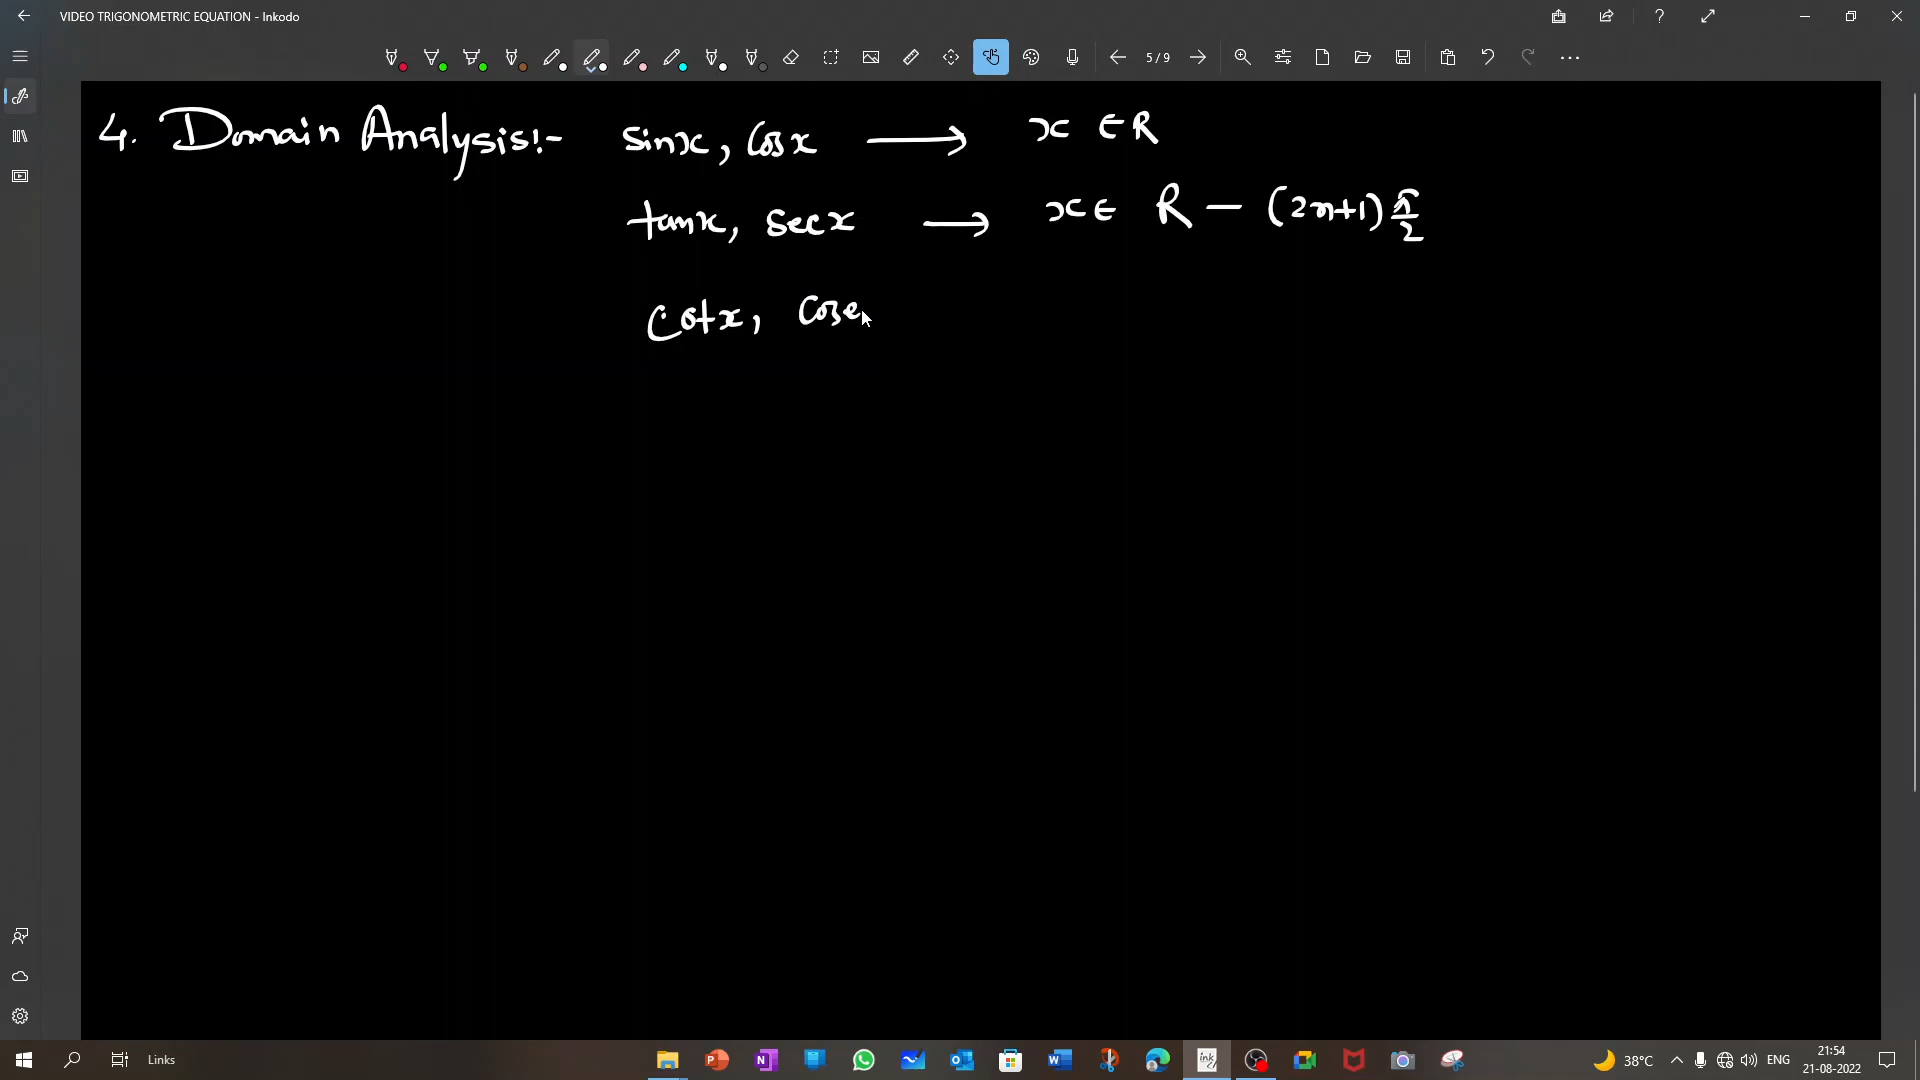 VIDEO TRIGONOMETRIC EQUATION - Inkodo
5 / 9
4. Domain Analysis:- sinx, Cosx → x ∈ R
tanx, secx → x ∈ R - (2n+1) π/2
Cotx, Cose
Links
38°C
ENG
21:54
21-08-2022